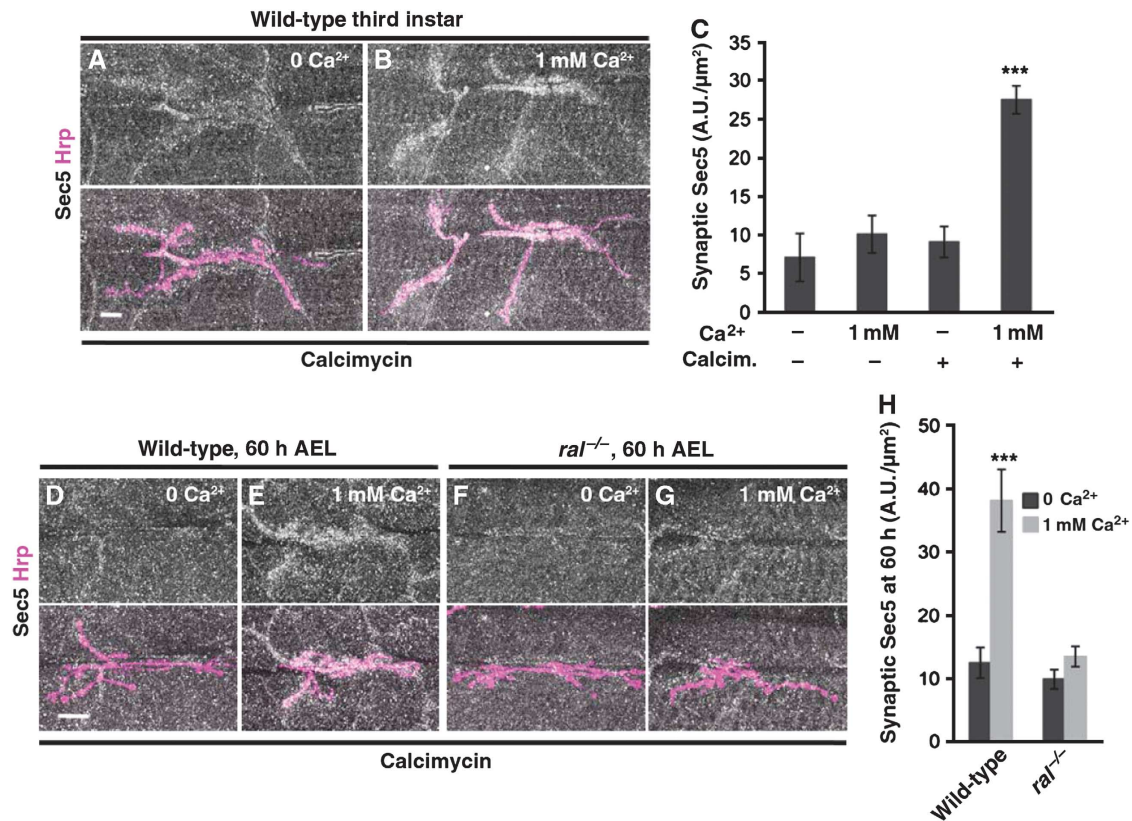 Wild-type third instar
A 0 Ca²⁺ B 1 mM Ca²⁺
Sec5 Hrp
Calcimycin
C
Synaptic Sec5 (A.U./µm²)
35
30
25
20
15
10
5
0
***
Ca²⁺ – 1 mM – 1 mM
Calcim. – – + +
Wild-type, 60 h AEL ral⁻/⁻, 60 h AEL
D 0 Ca²⁺ E 1 mM Ca²⁺ F 0 Ca²⁺ G 1 mM Ca²⁺
Sec5 Hrp
Calcimycin
H
Synaptic Sec5 at 60 h (A.U./µm²)
50
40
30
20
10
0
***
0 Ca²⁺
1 mM Ca²⁺
Wild-type
ral⁻/⁻